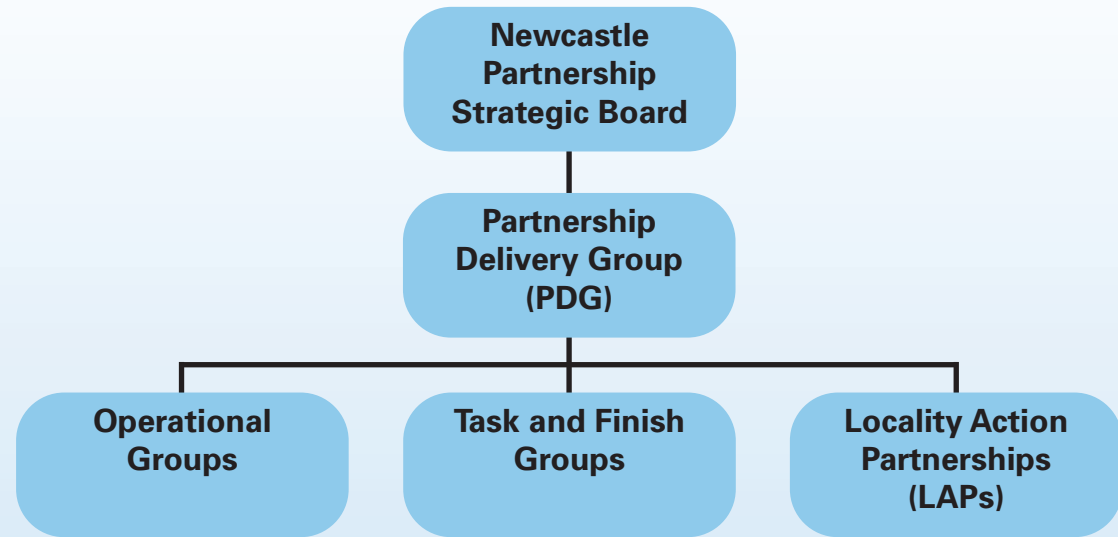 Newcastle
Partnership
Strategic Board
Partnership
Delivery Group
(PDG)
Operational
Groups
Task and Finish
Groups
Locality Action
Partnerships
(LAPs)